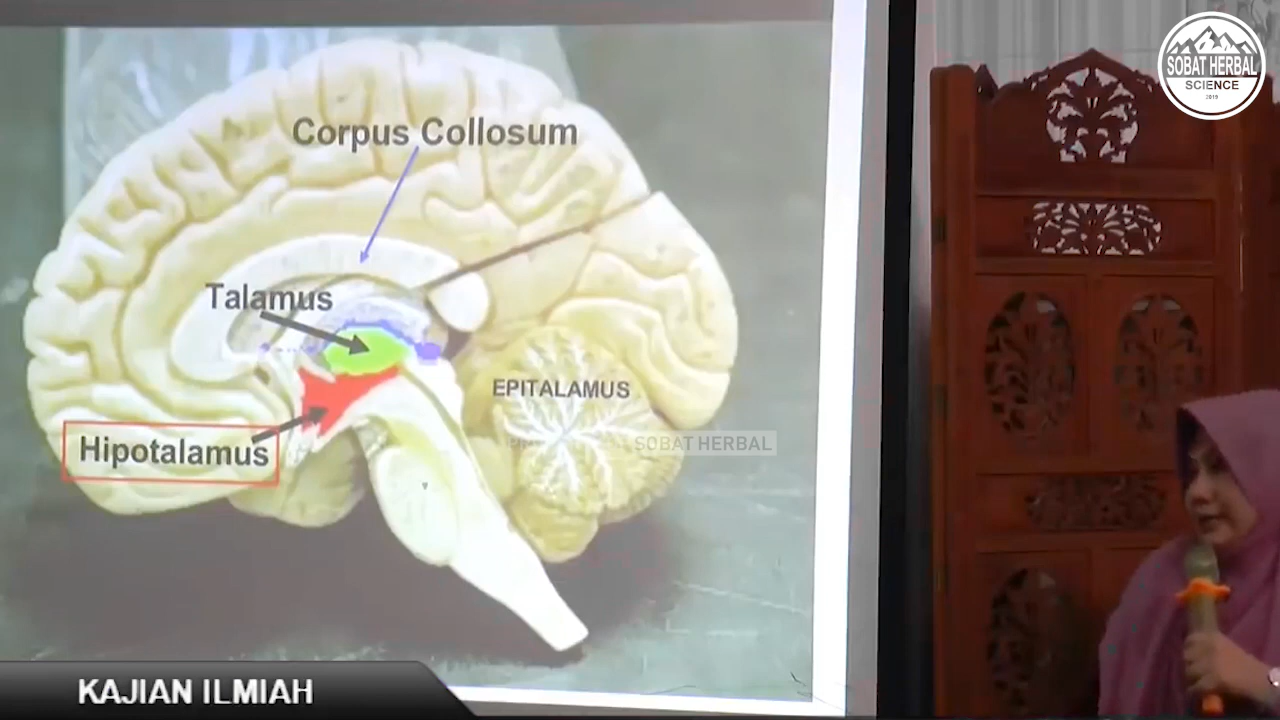 SOBAT HERBAL
SCIENCE
2019
Corpus Collosum
Talamus
EPITALAMUS
SOBAT HERBAL
Hipotalamus
KAJIAN ILMIAH